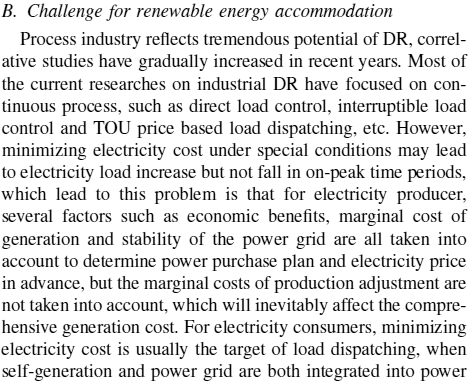 B. Challenge for renewable energy accommodation
Process industry reflects tremendous potential of DR, correl-
ative studies have gradually increased in recent years. Most of
the current researches on industrial DR have focused on con-
tinuous process, such as direct load control, interruptible load
control and TOU price based load dispatching, etc. However,
minimizing electricity cost under special conditions may lead
to electricity load increase but not fall in on-peak time periods,
which lead to this problem is that for electricity producer,
several factors such as economic benefits, marginal cost of
generation and stability of the power grid are all taken into
account to determine power purchase plan and electricity price
in advance, but the marginal costs of production adjustment are
not taken into account, which will inevitably affect the compre-
hensive generation cost. For electricity consumers, minimizing
electricity cost is usually the target of load dispatching, when
self-generation and power grid are both integrated into power